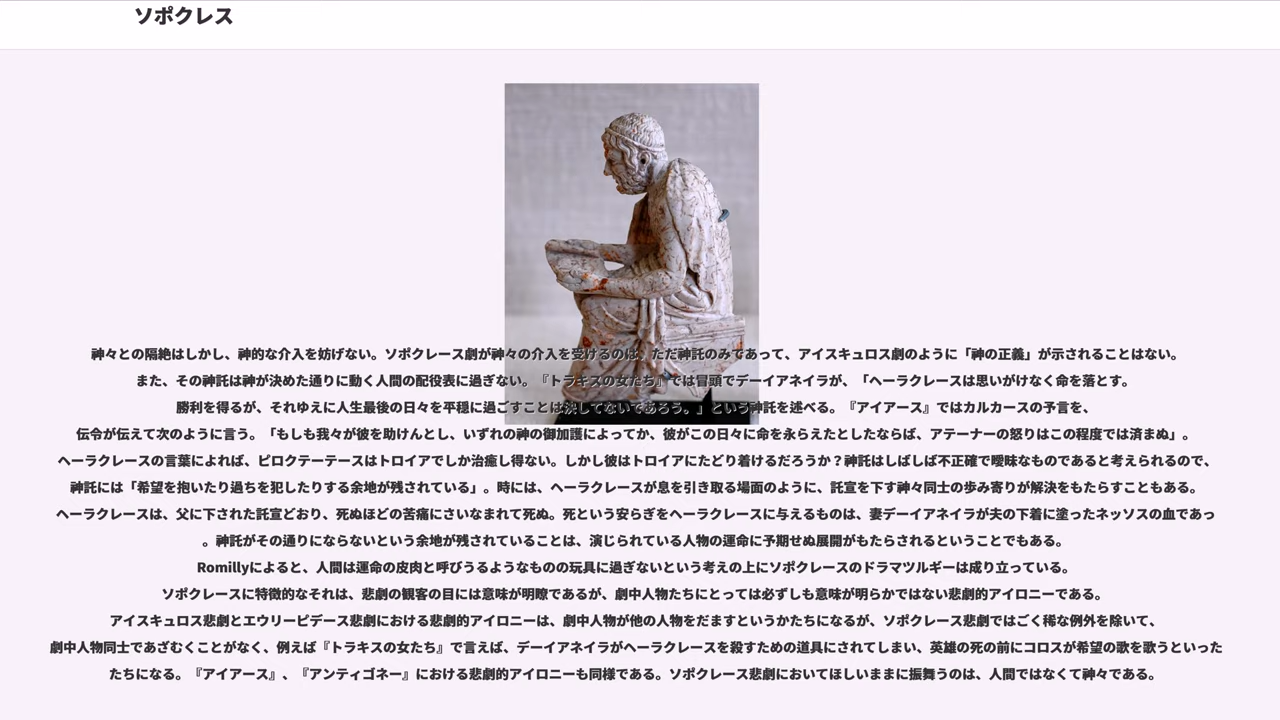 ソポクレス
神々との隔絶はしかし、神的な介入を妨げない。ソポクレース劇が神々の介入を受けるのは、ただ神託のみであって、アイスキュロス劇のように「神の正義」が示されることはない。
また、その神託は神が決めた通りに動く人間の配役表に過ぎない。『トラキスの女たち』では冒頭でデーイアネイラが、「ヘーラクレースは思いがけなく命を落とす。
勝利を得るが、それゆえに人生最後の日々を平穏に過ごすことは決してないであろう。」という神託を述べる。『アイアース』ではカルカースの予言を、
伝令が伝えて次のように言う。「もしも我々が彼を助けんとし、いずれの神の御加護によってか、彼がこの日々に命を永らえたとしたならば、アテーナーの怒りはこの程度では済まぬ」。
ヘーラクレースの言葉によれば、ピロクテーテースはトロイアでしか治癒し得ない。しかし彼はトロイアにたどり着けるだろうか？神託はしばしば不正確で曖昧なものであると考えられるので、
神託には「希望を抱いたり過ちを犯したりする余地が残されている」。時には、ヘーラクレースが息を引き取る場面のように、託宣を下す神々同士の歩み寄りが解決をもたらすこともある。
ヘーラクレースは、父に下された託宣どおり、死ぬほどの苦痛にさいなまれて死ぬ。死という安らぎをヘーラクレースに与えるものは、妻デーイアネイラが夫の下着に塗ったネッソスの血であっ
。神託がその通りにならないという余地が残されていることは、演じられている人物の運命に予期せぬ展開がもたらされるということでもある。
Romillyによると、人間は運命の皮肉と呼びうるようなものの玩具に過ぎないという考えの上にソポクレースのドラマツルギーは成り立っている。
ソポクレースに特徴的なそれは、悲劇の観客の目には意味が明瞭であるが、劇中人物たちにとっては必ずしも意味が明らかではない悲劇的アイロニーである。
アイスキュロス悲劇とエウリーピデース悲劇における悲劇的アイロニーは、劇中人物が他の人物をだますというかたちになるが、ソポクレース悲劇ではごく稀な例外を除いて、
劇中人物同士であざむくことがなく、例えば『トラキスの女たち』で言えば、デーイアネイラがヘーラクレースを殺すための道具にされてしまい、英雄の死の前にコロスが希望の歌を歌うといった
たちになる。『アイアース』、『アンティゴネー』における悲劇的アイロニーも同様である。ソポクレース悲劇においてほしいままに振舞うのは、人間ではなくて神々である。